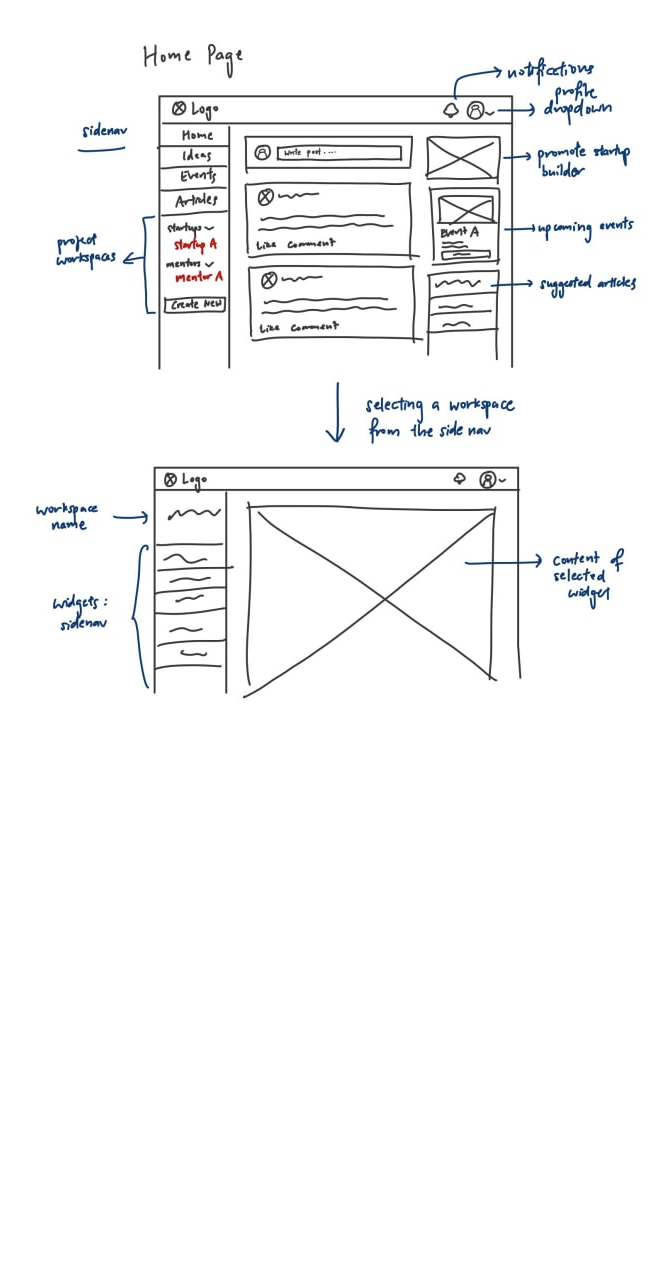 Home Page
notifications
profile
dropdown
Logo
sidenav
Home
Ideas
Events
Articles
write post....
promote startup
builder
startups
startup A
mentors
mentor A
Create New
project
workspaces
Like Comment
Event A
upcoming events
suggested articles
Like Comment
selecting a workspace
from the side nav
Logo
workspace
name
widgets:
sidenav
content of
selected
widget